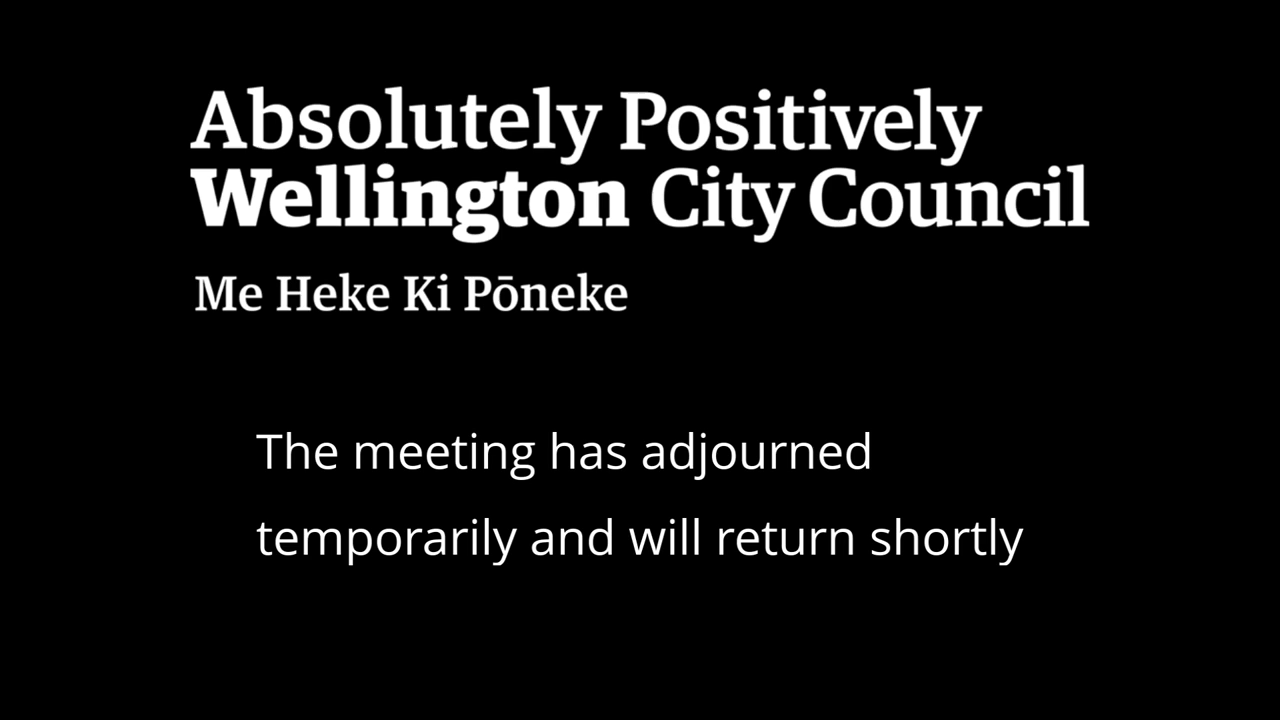 Absolutely Positively
Wellington City Council
Me Heke Ki Pōneke
The meeting has adjourned
temporarily and will return shortly